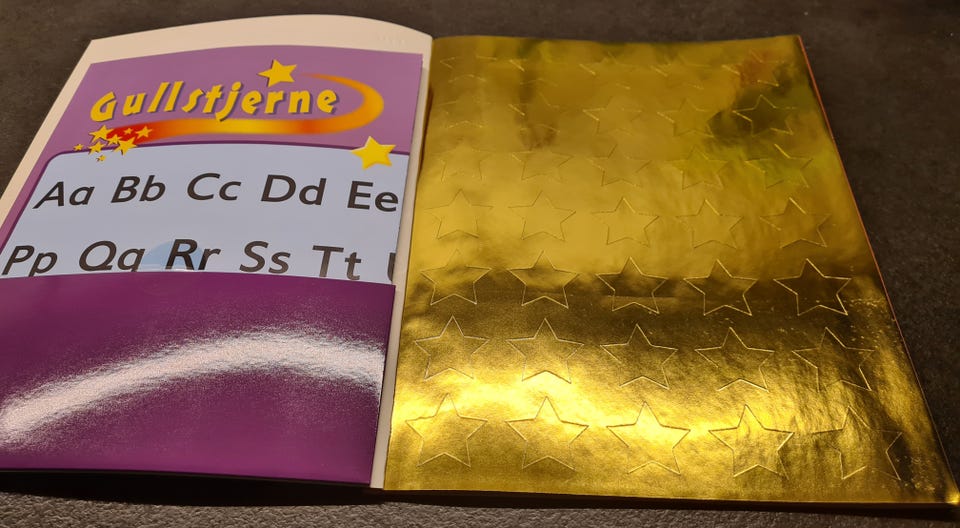 Gullstjerne
Aa Bb Cc Dd Ee
Pp Qq Rr Ss Tt